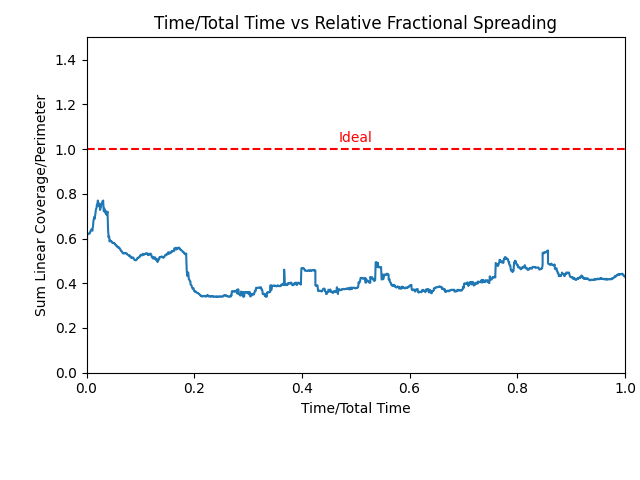 Time/Total Time vs Relative Fractional Spreading
Sum Linear Coverage/Perimeter
1.4
1.2
1.0
0.8
0.6
0.4
0.2
0.0
Ideal
0.0 0.2 0.4 0.6 0.8 1.0
Time/Total Time